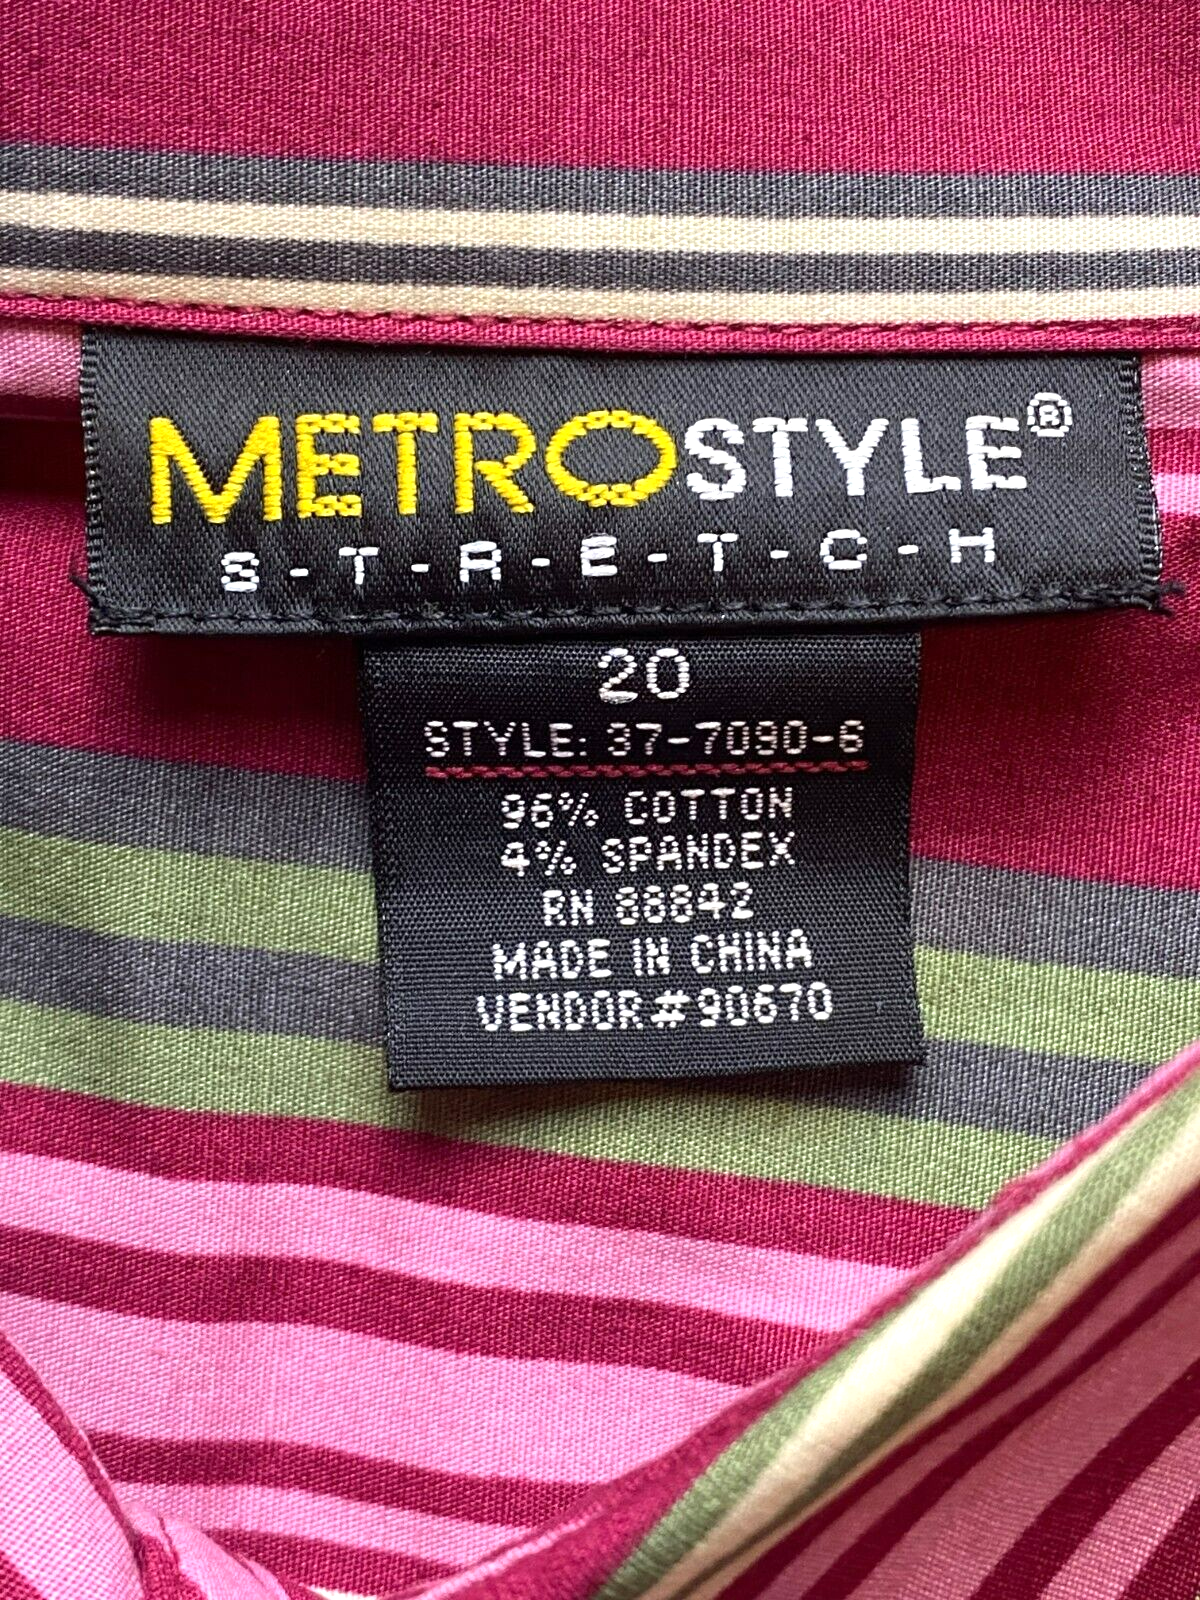 METROSTYLE®
S-T-R-E-T-C-H
20
STYLE: 37-7090-6
96% COTTON
4% SPANDEX
RN 88842
MADE IN CHINA
VENDOR#90670